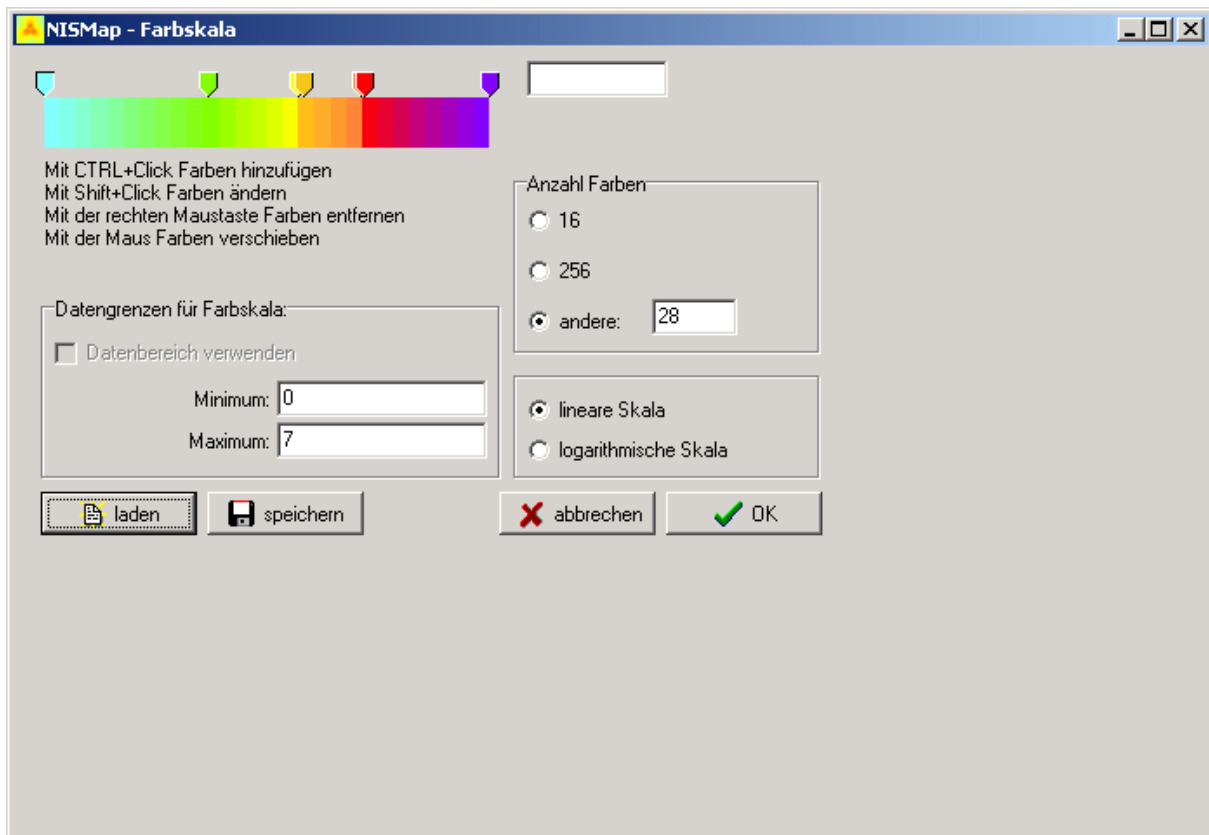 NISMap - Farbskala
Mit CTRL+Click Farben hinzufügen
Mit Shift+Click Farben ändern
Mit der rechten Maustaste Farben entfernen
Mit der Maus Farben verschieben
Anzahl Farben
16
256
andere: 28
Datengrenzen für Farbskala:
Datenbereich verwenden
Minimum: 0
Maximum: 7
lineare Skala
logarithmische Skala
laden
speichern
abbrechen
OK